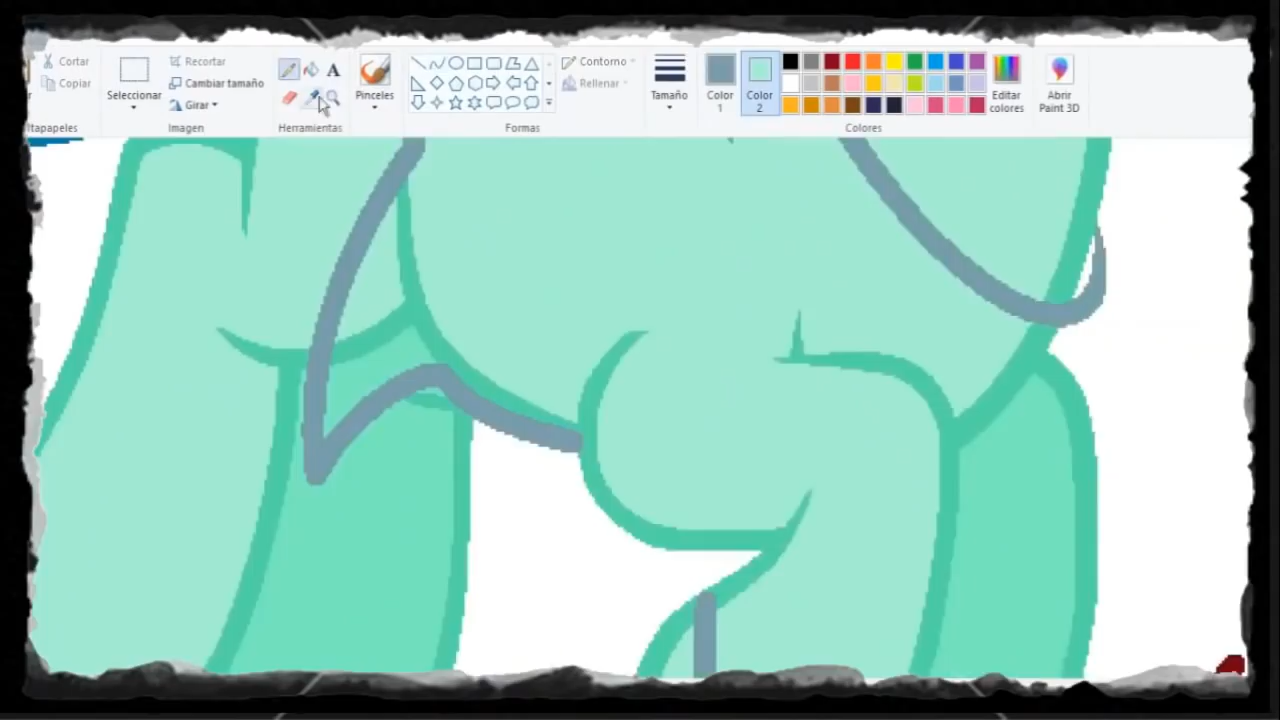 Cortar
Copiar
ltapapeles
Seleccionar
Recortar
Cambiar tamaño
Girar
Imagen
A
Herramientas
Pinceles
Contorno
Rellenar
Formas
Tamaño
Color
1
Color
2
Editar
colores
Colores
Abrir
Paint 3D